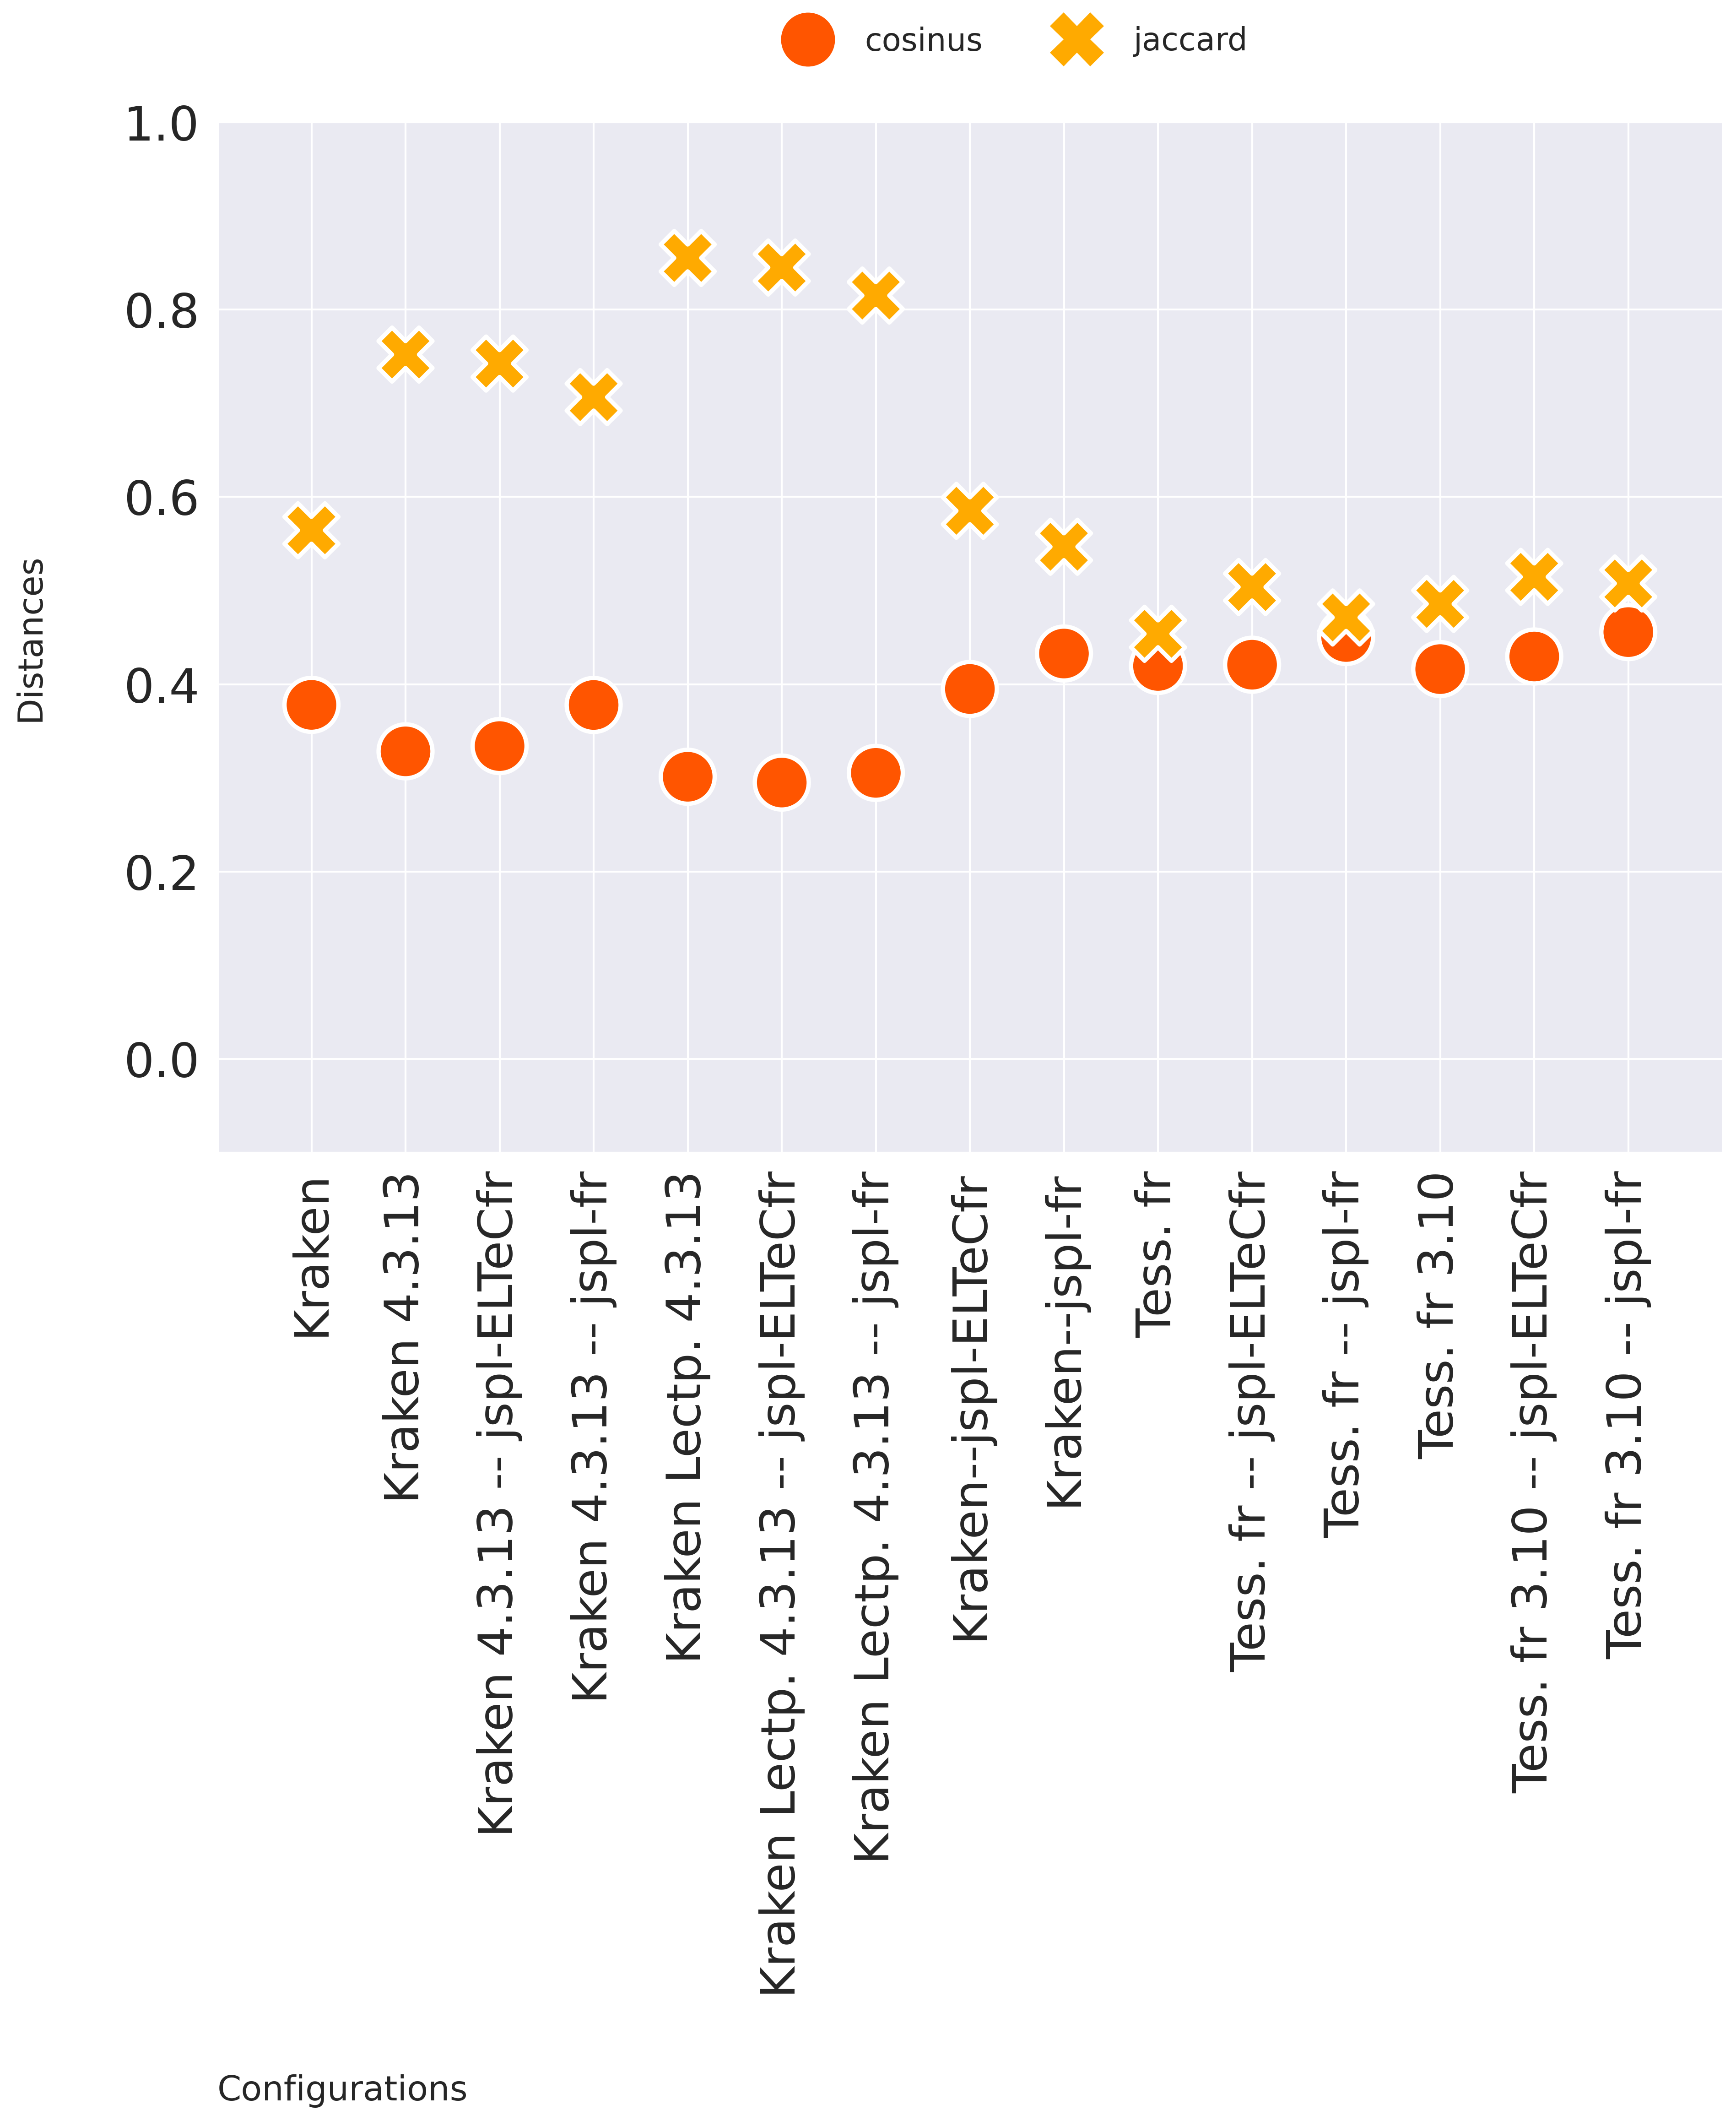 cosinus
jaccard
1.0
0.8
0.6
0.4
0.2
0.0
Distances
Kraken
Kraken 4.3.13
Kraken 4.3.13 -- jspl-ELTeCfr
Kraken 4.3.13 -- jspl-fr
Kraken Lectp. 4.3.13
Kraken Lectp. 4.3.13 -- jspl-ELTeCfr
Kraken Lectp. 4.3.13 -- jspl-fr
Kraken--jspl-ELTeCfr
Kraken--jspl-fr
Tess. fr
Tess. fr -- jspl-ELTeCfr
Tess. fr -- jspl-fr
Tess. fr 3.10
Tess. fr 3.10 -- jspl-ELTeCfr
Tess. fr 3.10 -- jspl-fr
Configurations